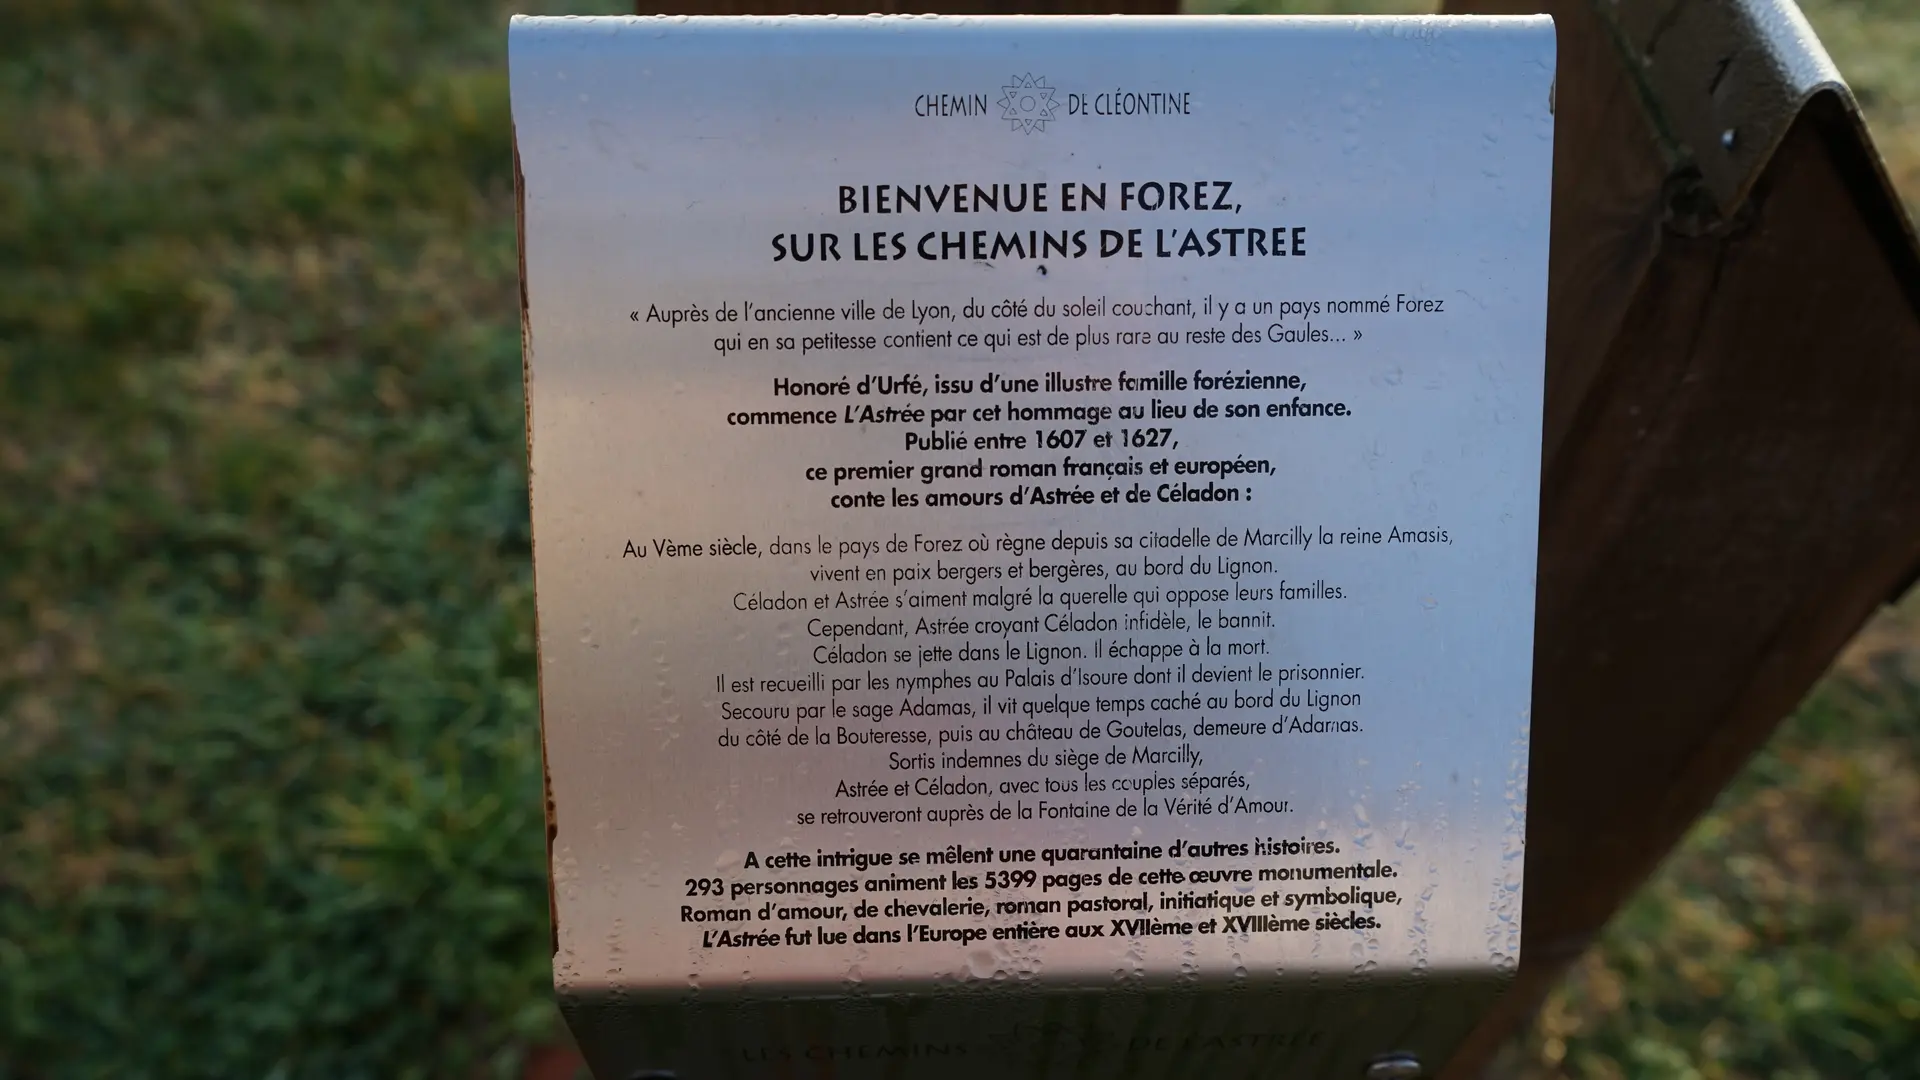 CHEMIN DE CLÉONTINE
BIENVENUE EN FOREZ,
SUR LES CHEMINS DE L'ASTREE
« Auprès de l'ancienne ville de Lyon, du côté du soleil couchant, il y a un pays nommé Forez
qui en sa petitesse contient ce qui est de plus rare au reste des Gaules... »
Honoré d'Urfé, issu d'une illustre famille forézienne,
commence L'Astrée par cet hommage au lieu de son enfance.
Publié entre 1607 et 1627,
ce premier grand roman français et européen,
conte les amours d'Astrée et de Céladon :
Au Vème siècle, dans le pays de Forez où règne depuis sa citadelle de Marcilly la reine Amasis,
vivent en paix bergers et bergères, au bord du Lignon.
Céladon et Astrée s'aiment malgré la querelle qui oppose leurs familles.
Cependant, Astrée croyant Céladon infidèle, le bannit.
Céladon se jette dans le Lignon. Il échappe à la mort.
Il est recueilli par les nymphes au Palais d'Isoure dont il devient le prisonnier.
Secouru par le sage Adamas, il vit quelque temps caché au bord du Lignon
du côté de la Bouteresse, puis au château de Goutelas, demeure d'Adamas.
Sortis indemnes du siège de Marcilly,
Astrée et Céladon, avec tous les couples séparés,
se retrouveront auprès de la Fontaine de la Vérité d'Amour.
A cette intrigue se mêlent une quarantaine d'autres histoires.
293 personnages animent les 5399 pages de cette œuvre monumentale.
Roman d'amour, de chevalerie, roman pastoral, initiatique et symbolique,
L'Astrée fut lue dans l'Europe entière aux XVIIème et XVIIIème siècles.
LES CHEMINS DE L'ASTRÉE
1